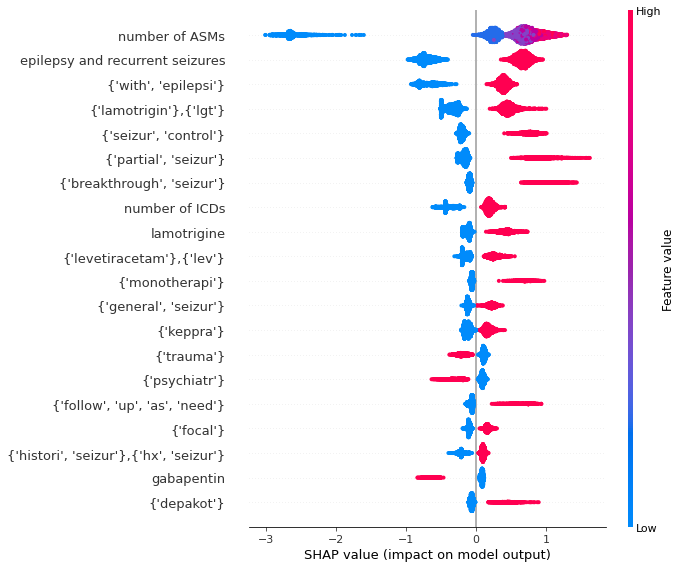 High
number of ASMs
epilepsy and recurrent seizures
{'with', 'epilepsi'}
{'lamotrigin'},{'lgt'}
{'seizur', 'control'}
{'partial', 'seizur'}
{'breakthrough', 'seizur'}
number of ICDs
lamotrigine
{'levetiracetam'},{'lev'}
{'monotherapi'}
{'general', 'seizur'}
{'keppra'}
{'trauma'}
{'psychiatr'}
{'follow', 'up', 'as', 'need'}
{'focal'}
{'histori', 'seizur'},{'hx', 'seizur'}
gabapentin
{'depakot'}
Feature value
Low
−3 −2 −1 0 1
SHAP value (impact on model output)